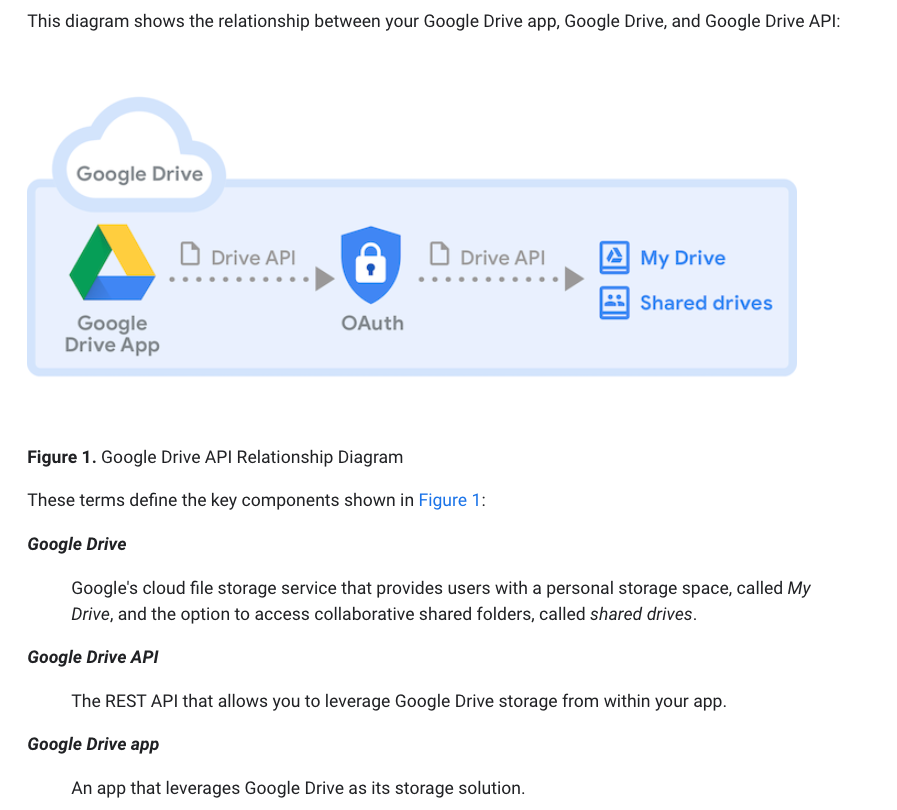 This diagram shows the relationship between your Google Drive app, Google Drive, and Google Drive API:
Google Drive
Drive API
Drive API
My Drive
Shared drives
Google
Drive App
OAuth
Figure 1. Google Drive API Relationship Diagram
These terms define the key components shown in Figure 1:
Google Drive
Google's cloud file storage service that provides users with a personal storage space, called My
Drive, and the option to access collaborative shared folders, called shared drives.
Google Drive API
The REST API that allows you to leverage Google Drive storage from within your app.
Google Drive app
An app that leverages Google Drive as its storage solution.